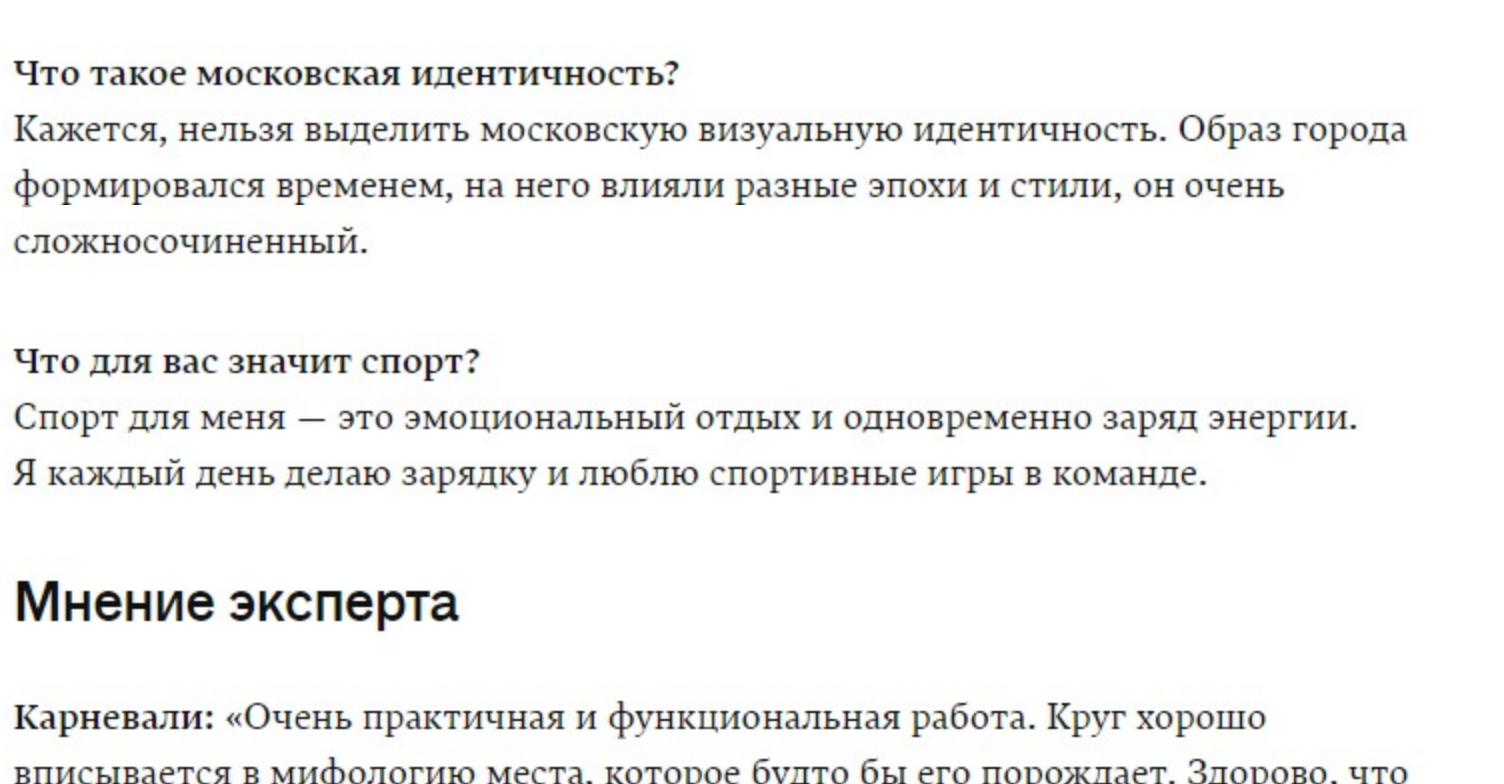 Что такое московская идентичность?
Кажется, нельзя выделить московскую визуальную идентичность. Образ города
формировался временем, на него влияли разные эпохи и стили, он очень
сложносочиненный.
Что для вас значит спорт?
Спорт для меня — это эмоциональный отдых и одновременно заряд энергии.
Я каждый день делаю зарядку и люблю спортивные игры в команде.
Мнение эксперта
Карневали: «Очень практичная и функциональная работа. Круг хорошо
вписывается в мифологию места, которое будто бы его порождает. Здорово, что